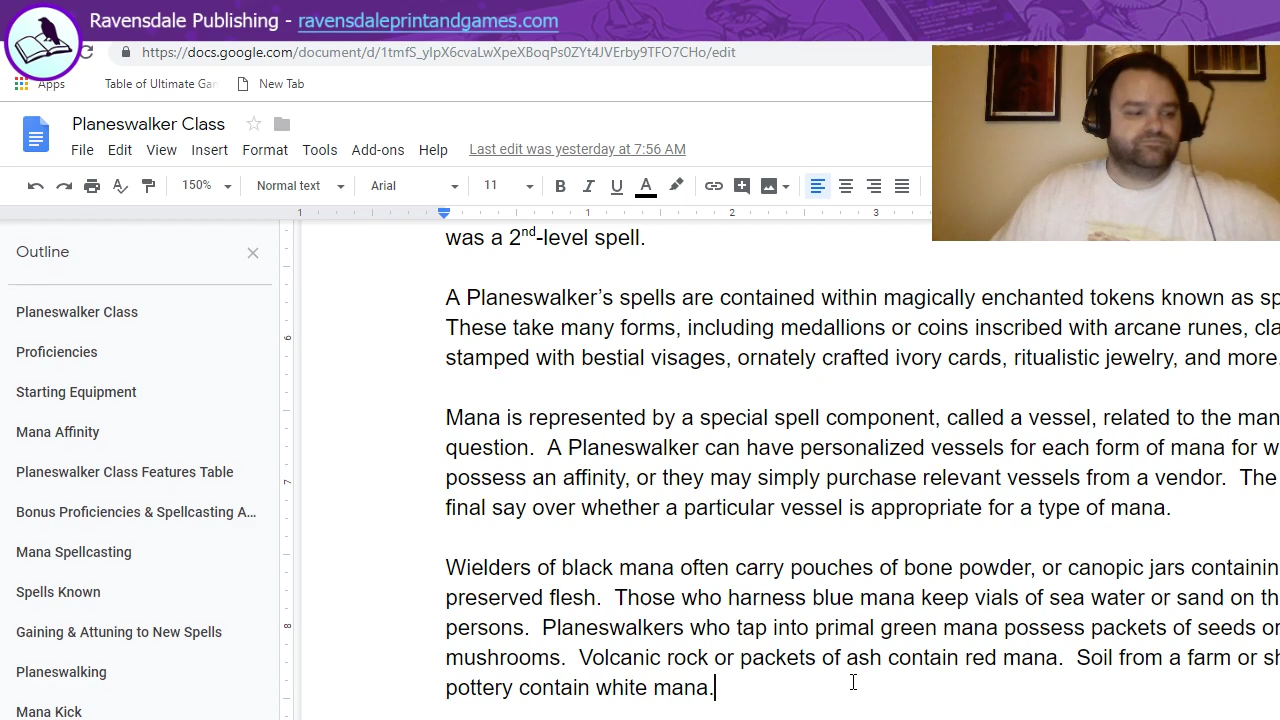 Ravensdale Publishing - ravensdaleprintandgames.com
https://docs.google.com/document/d/1tmfS_yIpX6cvaLwXpeXBoqPs0ZYt4JVErby9TFO7CHo/edit
Apps Table of Ultimate Gar New Tab
Planeswalker Class
File Edit View Insert Format Tools Add-ons Help Last edit was yesterday at 7:56 AM
150% Normal text Arial 11 B I U A
1 1 2 3
Outline
Planeswalker Class
Proficiencies
Starting Equipment
Mana Affinity
Planeswalker Class Features Table
Bonus Proficiencies & Spellcasting A...
Mana Spellcasting
Spells Known
Gaining & Attuning to New Spells
Planeswalking
Mana Kick
6
7
8
was a 2nd-level spell.
A Planeswalker's spells are contained within magically enchanted tokens known as sp
These take many forms, including medallions or coins inscribed with arcane runes, cla
stamped with bestial visages, ornately crafted ivory cards, ritualistic jewelry, and more.
Mana is represented by a special spell component, called a vessel, related to the man
question. A Planeswalker can have personalized vessels for each form of mana for w
possess an affinity, or they may simply purchase relevant vessels from a vendor. The
final say over whether a particular vessel is appropriate for a type of mana.
Wielders of black mana often carry pouches of bone powder, or canopic jars containin
preserved flesh. Those who harness blue mana keep vials of sea water or sand on th
persons. Planeswalkers who tap into primal green mana possess packets of seeds or
mushrooms. Volcanic rock or packets of ash contain red mana. Soil from a farm or sh
pottery contain white mana.